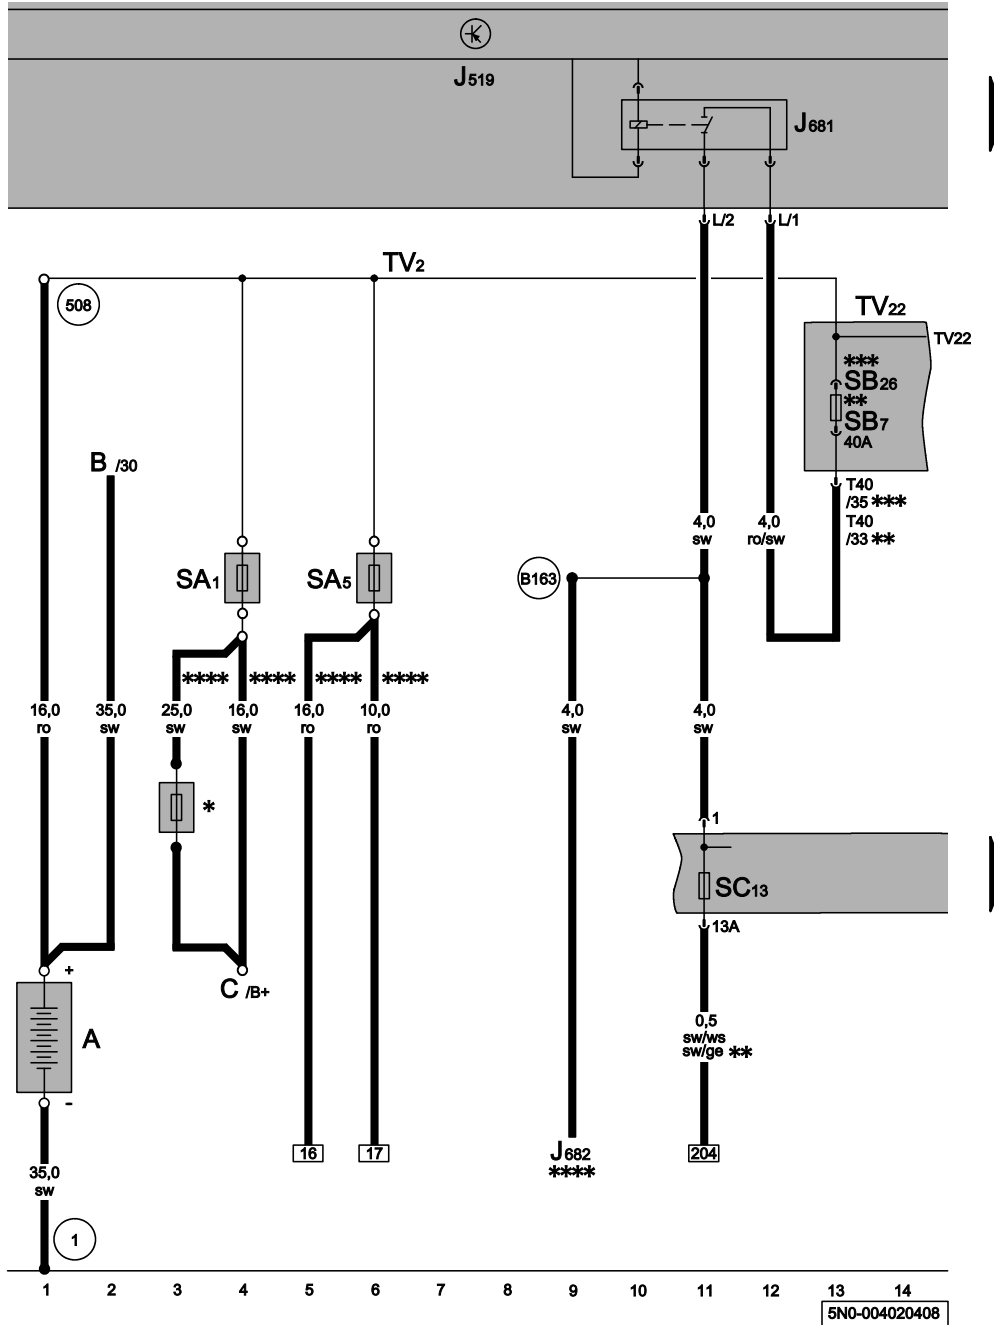 J519
J681
L/2
L/1
TV2
508
TV22
TV22
***
SB26
**
SB7
40A
B /30
T40
/35 ***
T40
/33 **
4,0
sw
4,0
ro/sw
B163
SA1
SA5
****
****
****
****
16,0
ro
35,0
sw
25,0
sw
16,0
sw
16,0
ro
10,0
ro
4,0
sw
4,0
sw
*
1
SC13
13A
+
C /B+
A
-
0,5
sw/ws
sw/ge **
16
17
J682
****
204
35,0
sw
1
1 2 3 4 5 6 7 8 9 10 11 12 13 14
5N0-004020408